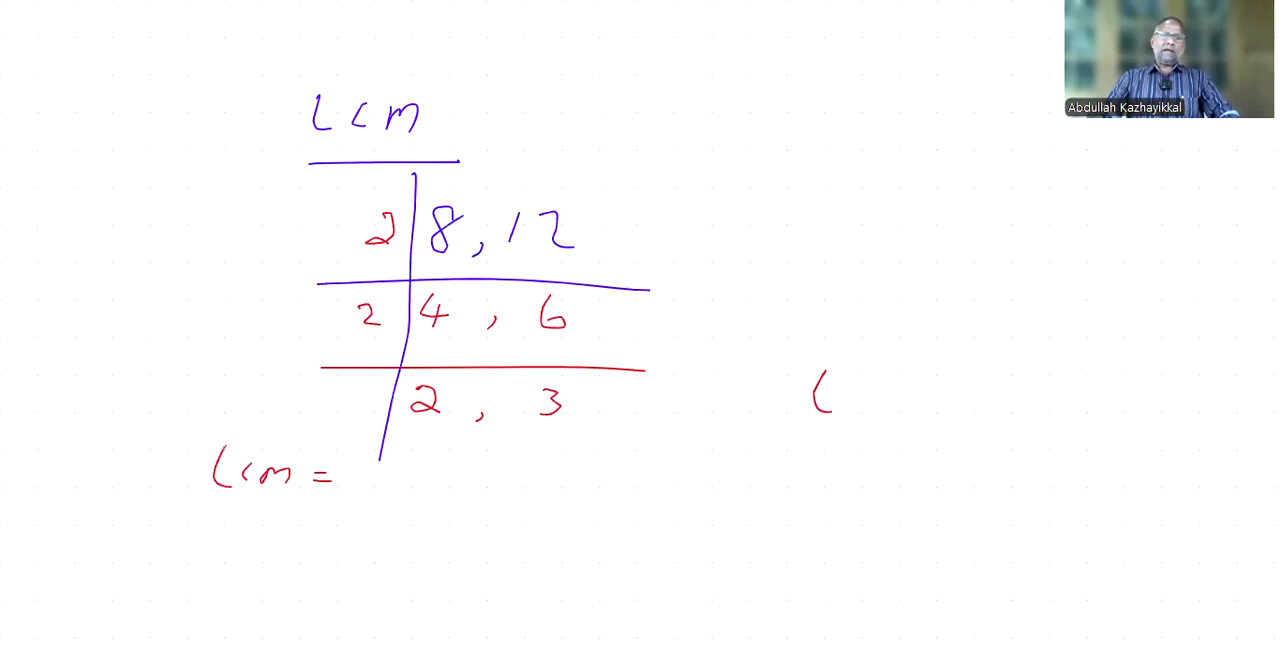 LCM
Abdullah Kazhayikkal
2 8, 12
2 4, 6
2, 3
(
LCM =